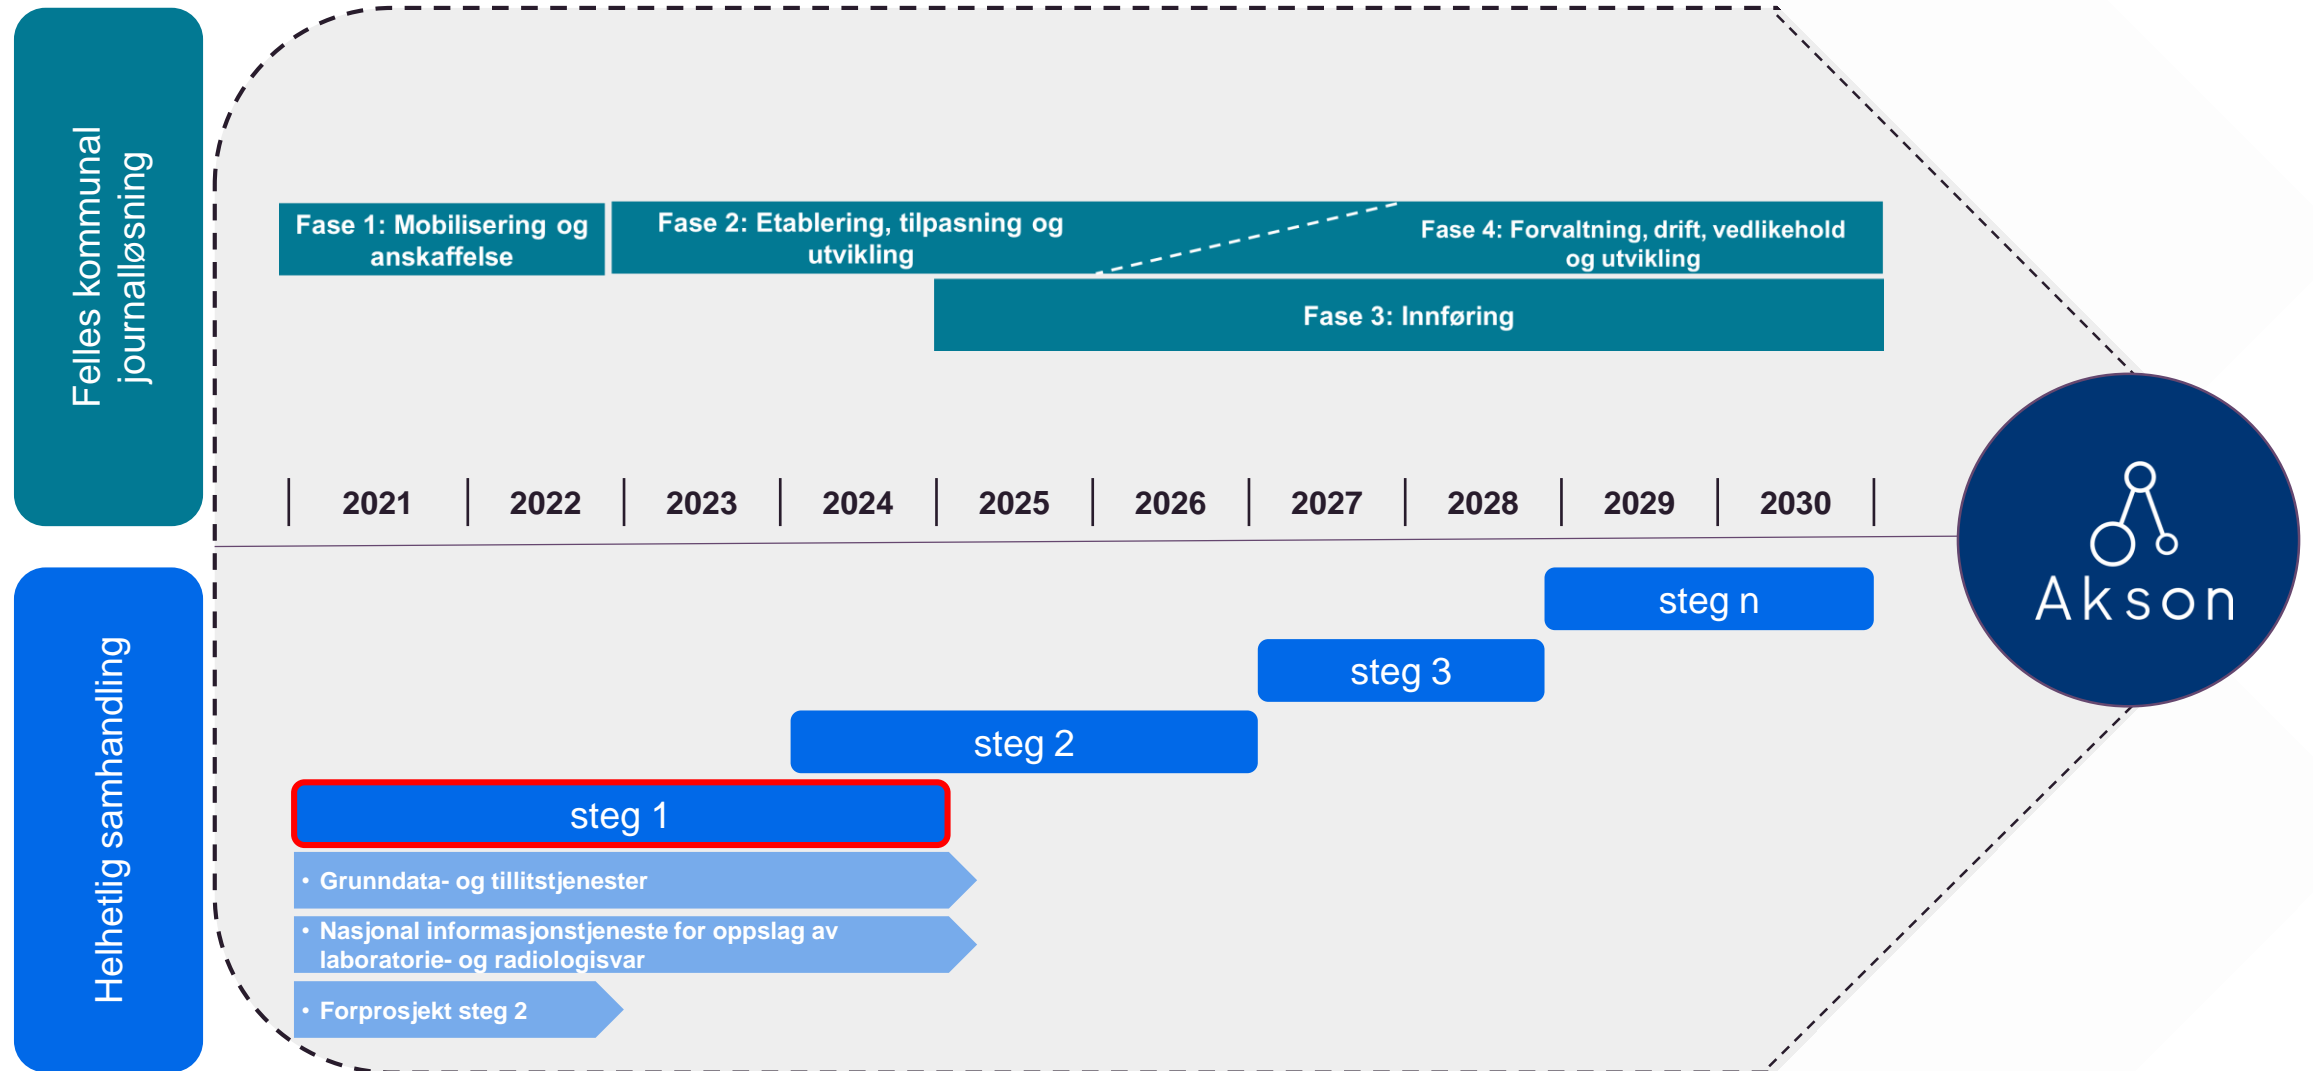 Felles kommunal
journalløsning
Fase 1: Mobilisering og
anskaffelse
Fase 2: Etablering, tilpasning og
utvikling
Fase 4: Forvaltning, drift, vedlikehold
og utvikling
Fase 3: Innføring
2021 2022 2023 2024 2025 2026 2027 2028 2029 2030
Akson
Helhetlig samhandling
steg n
steg 3
steg 2
steg 1
• Grunndata- og tillitstjenester
• Nasjonal informasjonstjeneste for oppslag av
laboratorie- og radiologisvar
• Forprosjekt steg 2